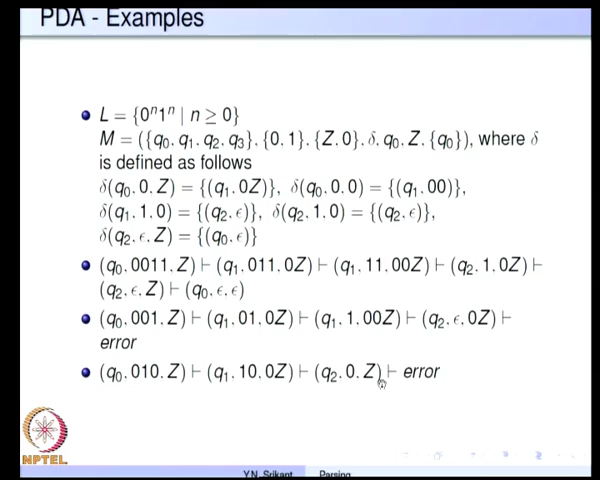 PDA - Examples
L = {0ⁿ1ⁿ | n ≥ 0}
M = ({q₀, q₁, q₂, q₃}, {0, 1}, {Z, 0}, δ, q₀, Z, {q₀}), where δ
is defined as follows
δ(q₀, 0, Z) = {(q₁, 0Z)}, δ(q₀, 0, 0) = {(q₁, 00)},
δ(q₁, 1, 0) = {(q₂, ϵ)}, δ(q₂, 1, 0) = {(q₂, ϵ)},
δ(q₂, ϵ, Z) = {(q₀, ϵ)}
(q₀, 0011, Z) ⊢ (q₁, 011, 0Z) ⊢ (q₁, 11, 00Z) ⊢ (q₂, 1, 0Z) ⊢
(q₂, ϵ, Z) ⊢ (q₀, ϵ, ϵ)
(q₀, 001, Z) ⊢ (q₁, 01, 0Z) ⊢ (q₁, 1, 00Z) ⊢ (q₂, ϵ, 0Z) ⊢
error
(q₀, 010, Z) ⊢ (q₁, 10, 0Z) ⊢ (q₂, 0, Z) ⊢ error
NPTEL
Y.N. Srikant Parsing